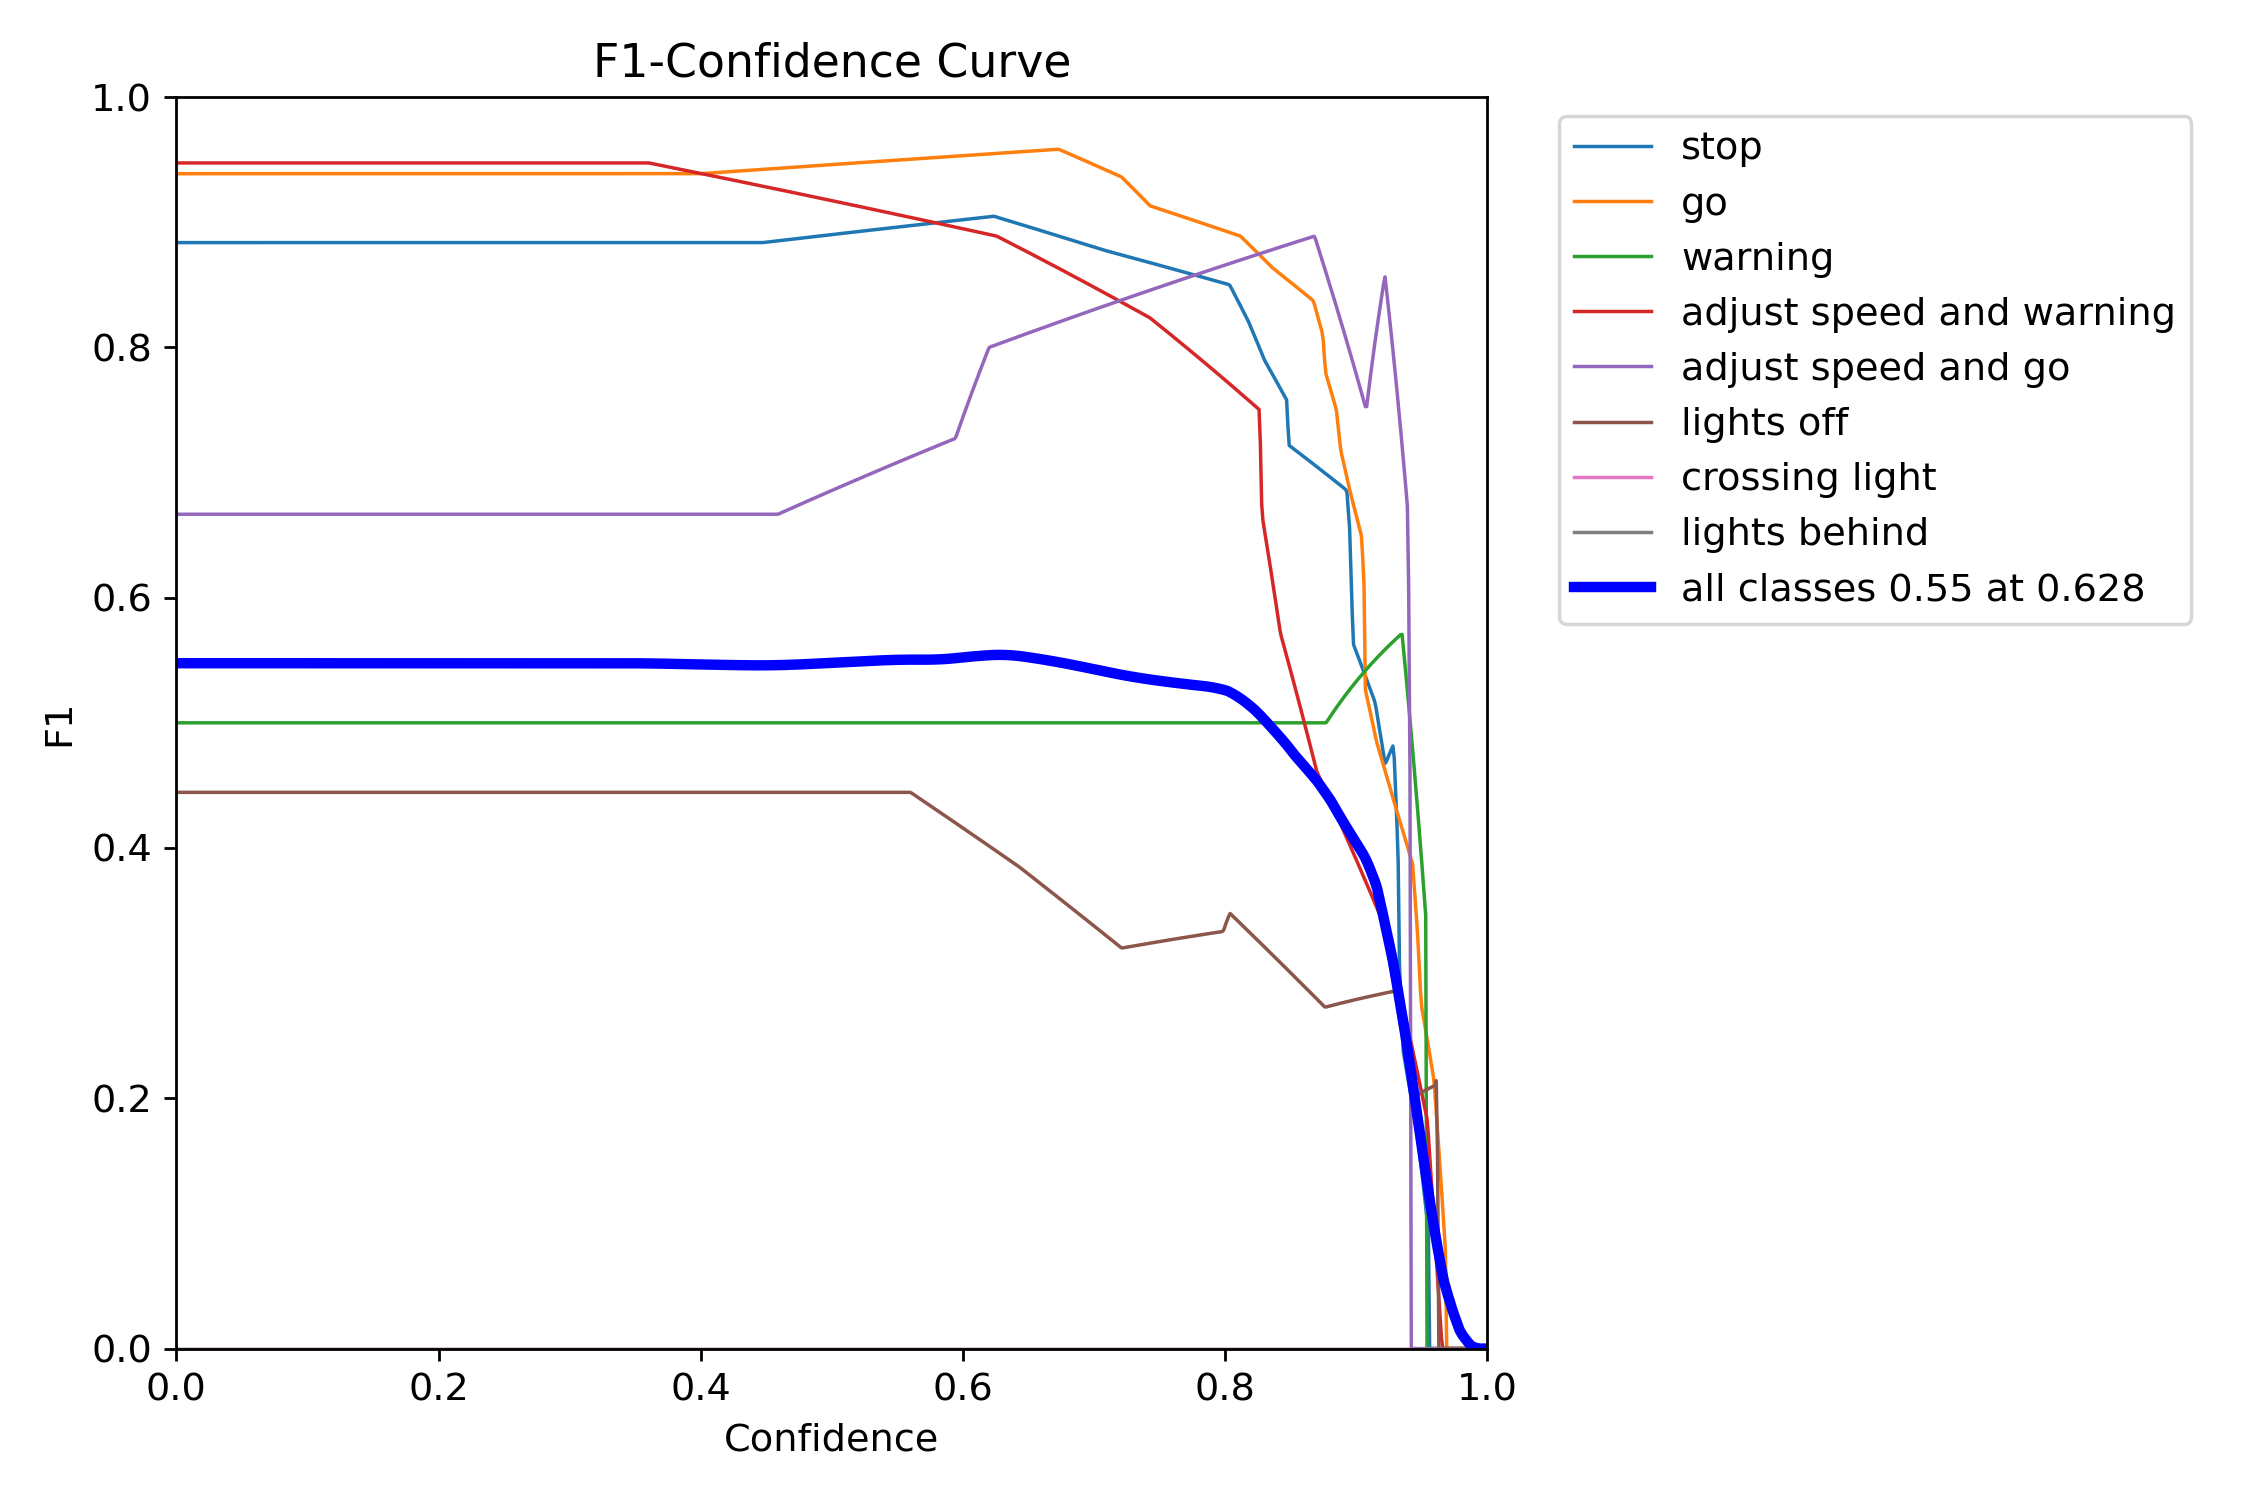 F1-Confidence Curve
1.0
0.8
0.6
0.4
0.2
0.0
F1
0.0 0.2 0.4 0.6 0.8 1.0
Confidence
stop
go
warning
adjust speed and warning
adjust speed and go
lights off
crossing light
lights behind
all classes 0.55 at 0.628